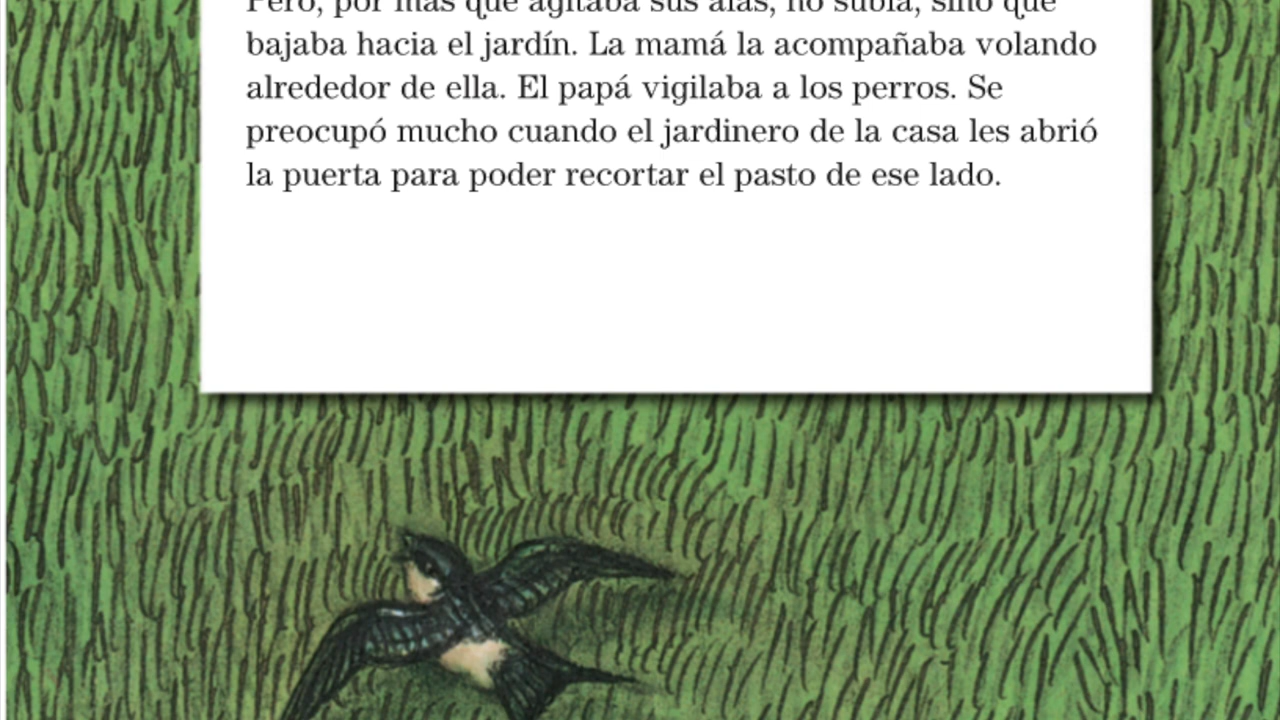 Pero, por más que agitaba sus alas, no subía, sino que
bajaba hacia el jardín. La mamá la acompañaba volando
alrededor de ella. El papá vigilaba a los perros. Se
preocupó mucho cuando el jardinero de la casa les abrió
la puerta para poder recortar el pasto de ese lado.